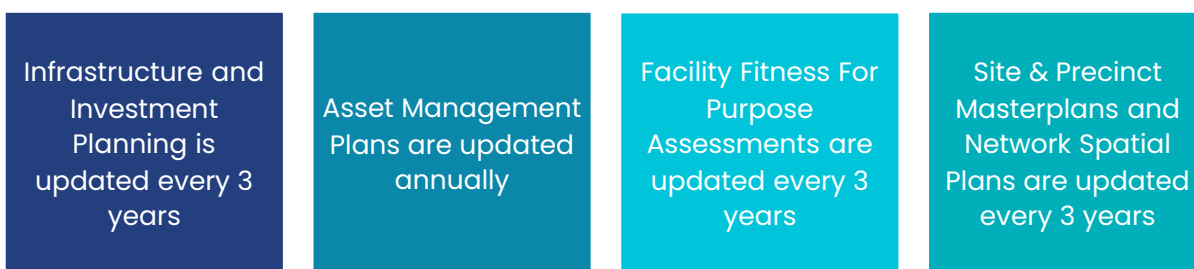 Infrastructure and
Investment
Planning is
updated every 3
years
Asset Management
Plans are updated
annually
Facility Fitness For
Purpose
Assessments are
updated every 3
years
Site & Precinct
Masterplans and
Network Spatial
Plans are updated
every 3 years